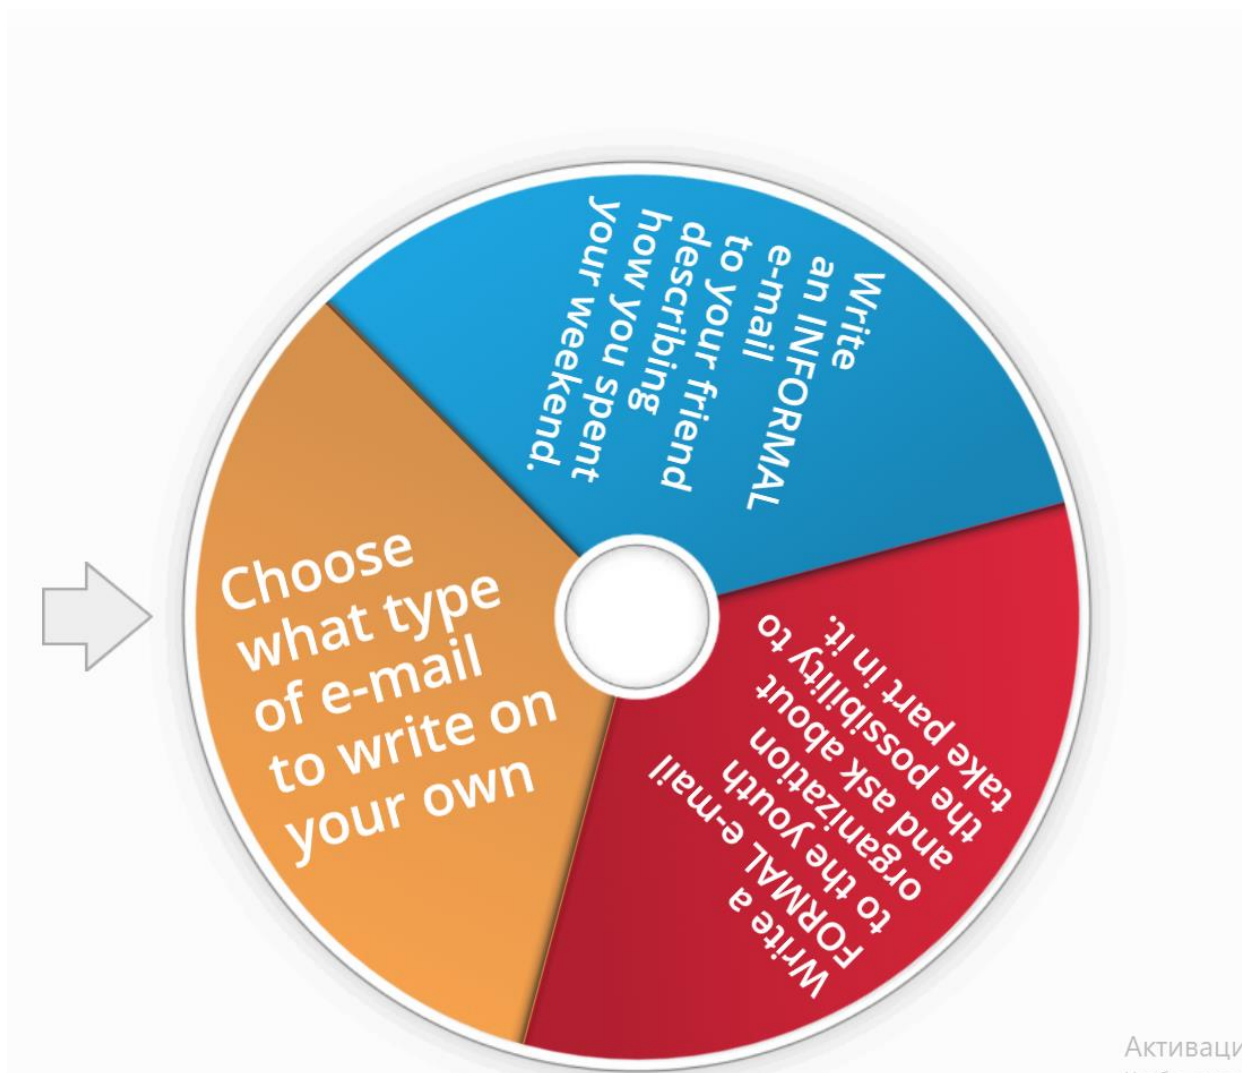 Write
an INFORMAL
e-mail
to your friend
describing
how you spent
your weekend.
Choose
what type
of e-mail
to write on
your own
Write a
FORMAL e-mail
to the youth
organization
and ask about
the possibility to
take part in it.
Активаци